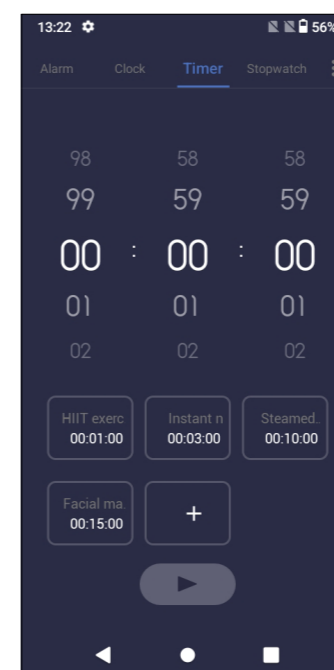 13:22 56%
Alarm Clock Timer Stopwatch
98 58 58
99 59 59
00 : 00 : 00
01 01 01
02 02 02
HIIT exerc Instant n Steamed..
00:01:00 00:03:00 00:10:00
Facial ma. +
00:15:00